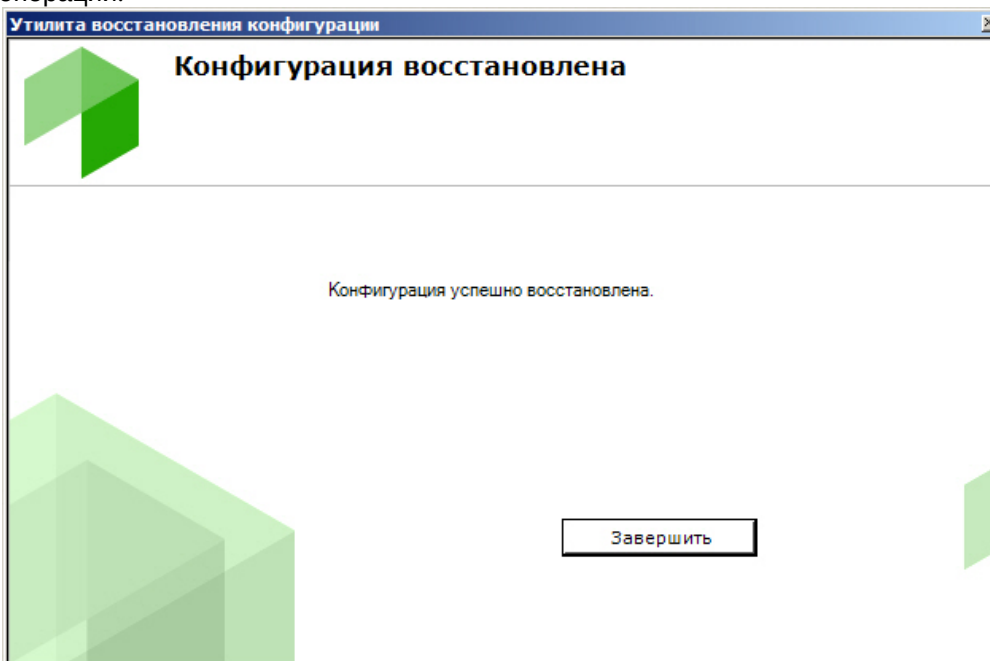 Утилита восстановления конфигурации
Конфигурация восстановлена
Конфигурация успешно восстановлена.
Завершить